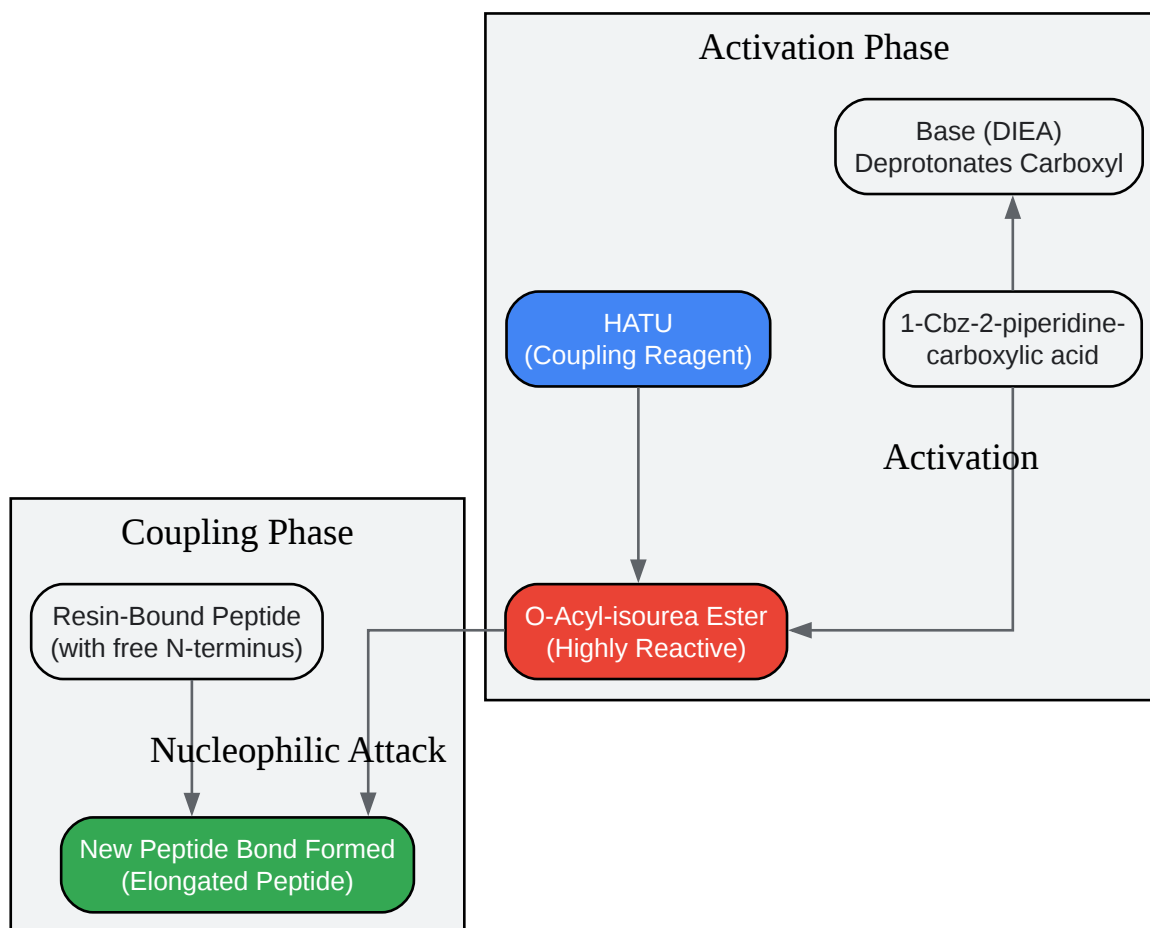 Activation Phase
Base (DIEA)
Deprotonates Carboxyl
HATU
(Coupling Reagent)
1-Cbz-2-piperidine-
carboxylic acid
Activation
Coupling Phase
Resin-Bound Peptide
(with free N-terminus)
O-Acyl-isourea Ester
(Highly Reactive)
Nucleophilic Attack
New Peptide Bond Formed
(Elongated Peptide)